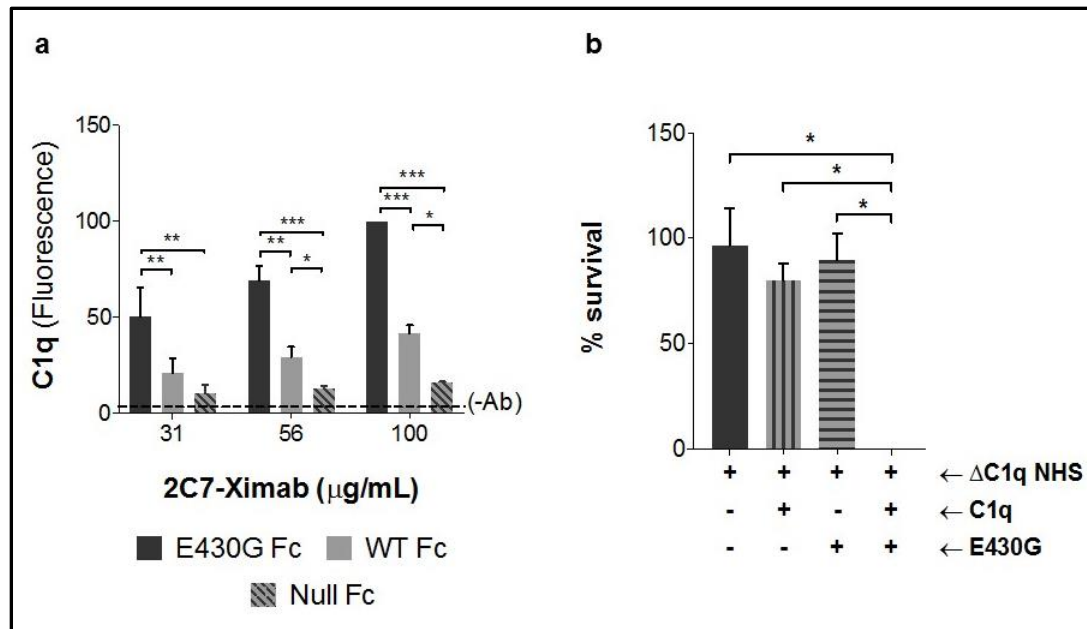 a
150
100
50
0
C1q (Fluorescence)
**
**
***
**
*
***
***
*
(-Ab)
31 56 100
2C7-Ximab (μg/mL)
E430G Fc WT Fc
Null Fc
b
150
100
50
0
% survival
*
*
*
+ + + + ← ΔC1q NHS
- + - + ← C1q
- - + + ← E430G